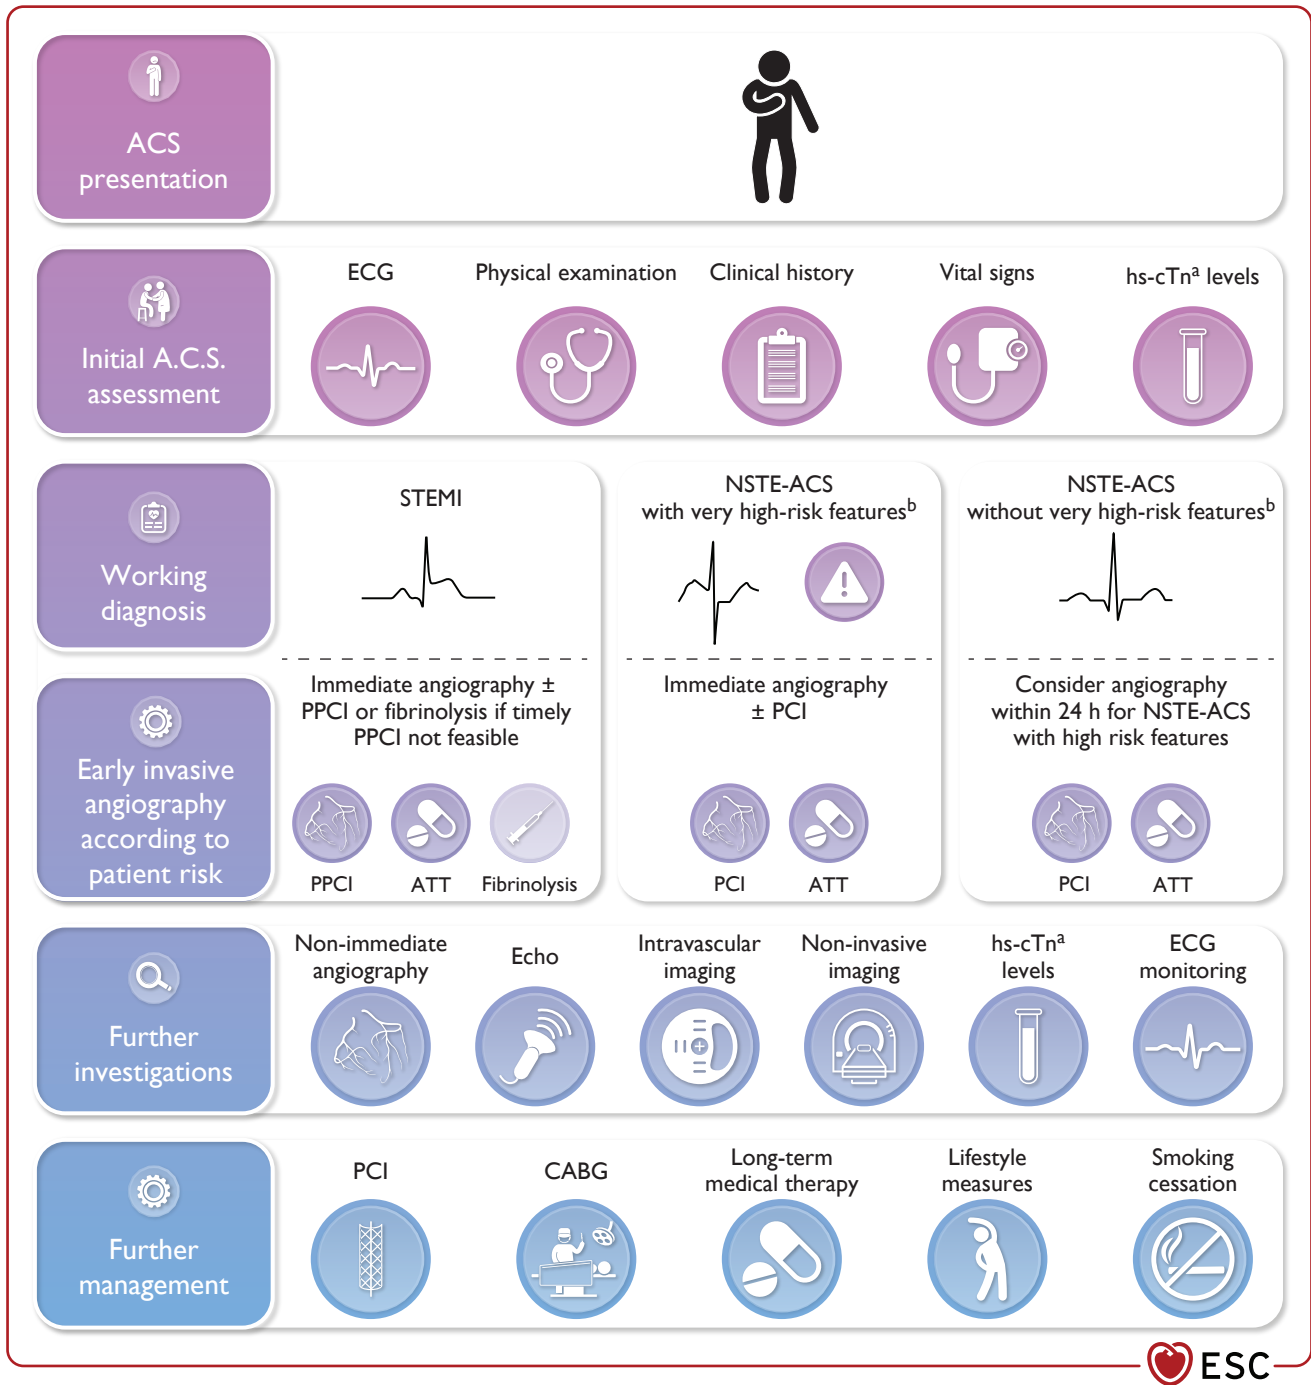 ACS
presentation
ECG
Physical examination
Clinical history
Vital signs
hs-cTnᵃ levels
Initial A.C.S.
assessment
Working
diagnosis
STEMI
NSTE-ACS
with very high-risk featuresᵇ
NSTE-ACS
without very high-risk featuresᵇ
Early invasive
angiography
according to
patient risk
Immediate angiography ±
PPCI or fibrinolysis if timely
PPCI not feasible
PPCI
ATT
Fibrinolysis
Immediate angiography
± PCI
PCI
ATT
Consider angiography
within 24 h for NSTE-ACS
with high risk features
PCI
ATT
Further
investigations
Non-immediate
angiography
Echo
Intravascular
imaging
Non-invasive
imaging
hs-cTnᵃ
levels
ECG
monitoring
Further
management
PCI
CABG
Long-term
medical therapy
Lifestyle
measures
Smoking
cessation
ESC